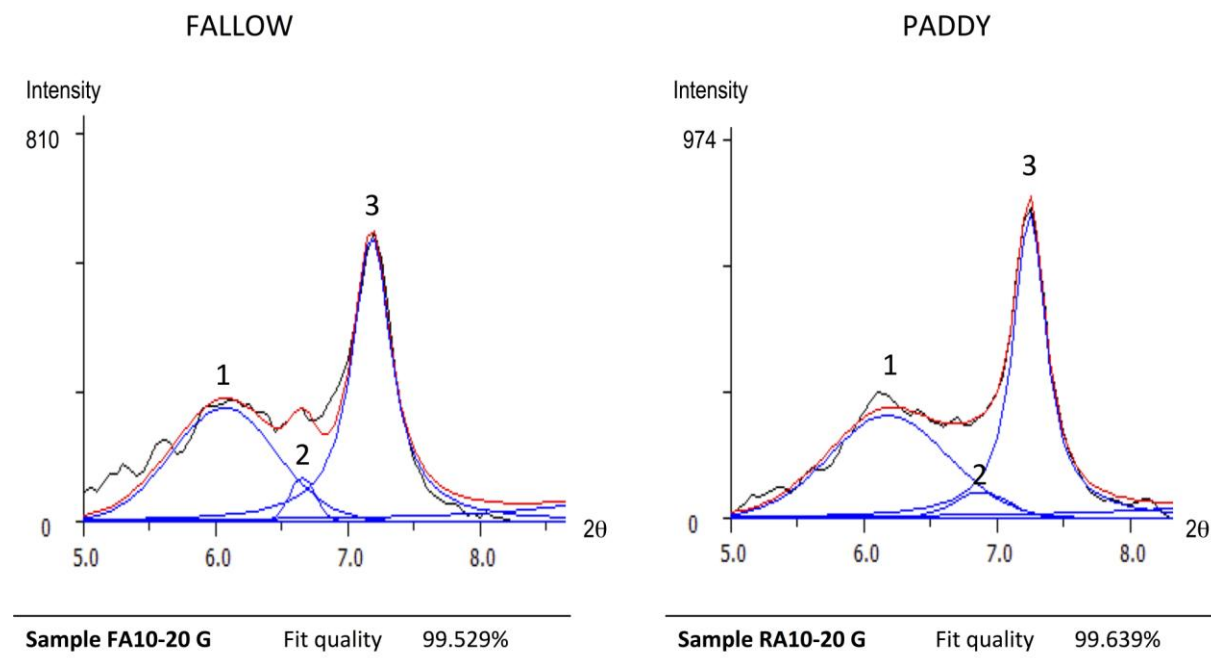 FALLOW
Intensity
810
1
2
3
0
5.0 6.0 7.0 8.0
2θ
Sample FA10-20 G Fit quality 99.529%
PADDY
Intensity
974
1
2
3
0
5.0 6.0 7.0 8.0
2θ
Sample RA10-20 G Fit quality 99.639%